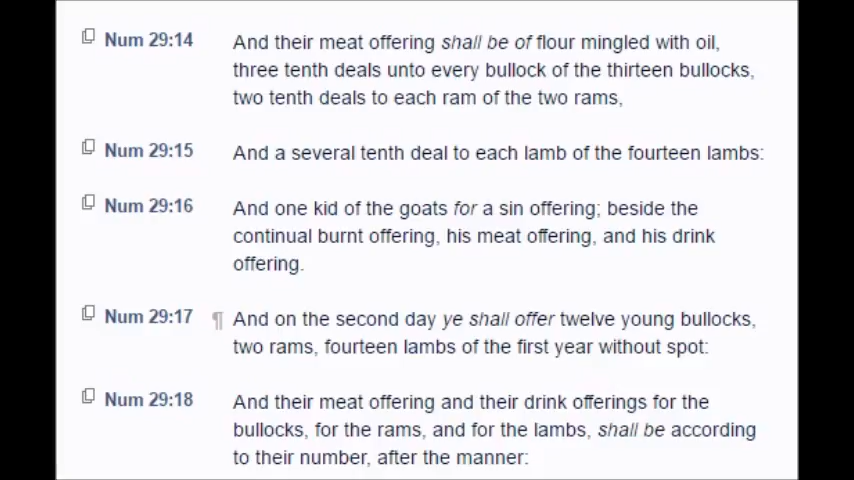 Num 29:14 And their meat offering shall be of flour mingled with oil,
three tenth deals unto every bullock of the thirteen bullocks,
two tenth deals to each ram of the two rams,
Num 29:15 And a several tenth deal to each lamb of the fourteen lambs:
Num 29:16 And one kid of the goats for a sin offering; beside the
continual burnt offering, his meat offering, and his drink
offering.
Num 29:17 ¶ And on the second day ye shall offer twelve young bullocks,
two rams, fourteen lambs of the first year without spot:
Num 29:18 And their meat offering and their drink offerings for the
bullocks, for the rams, and for the lambs, shall be according
to their number, after the manner: